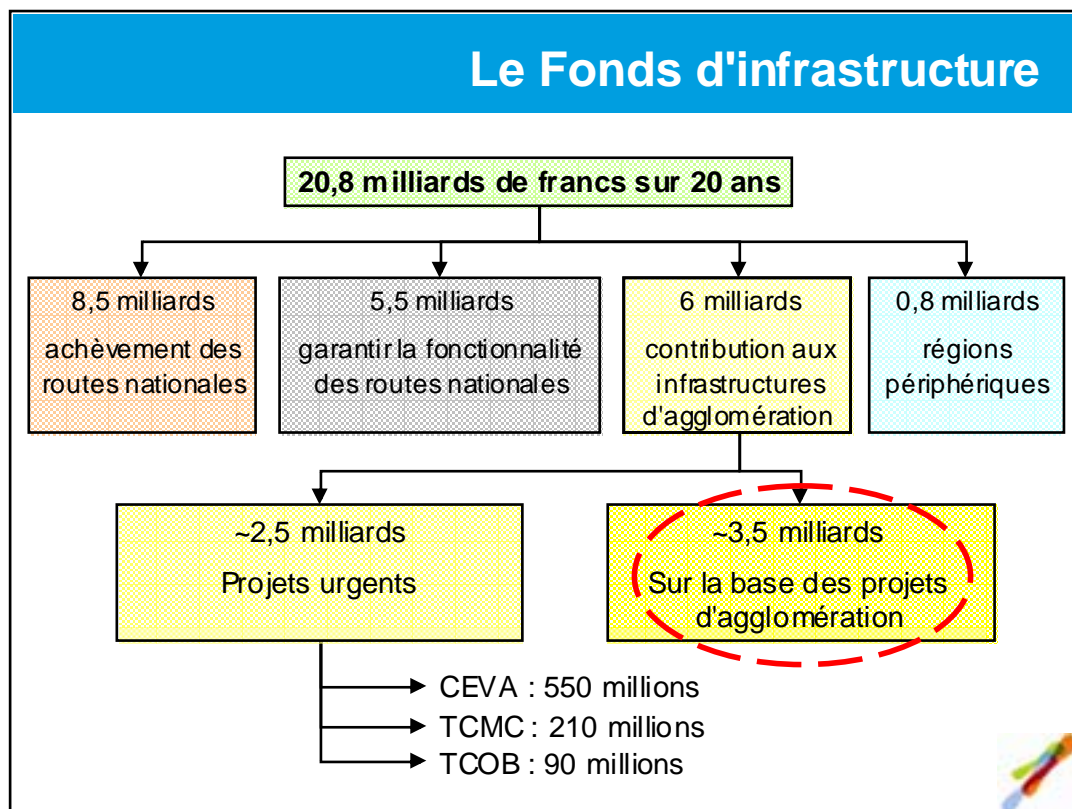 Le Fonds d'infrastructure
20,8 milliards de francs sur 20 ans
8,5 milliards
achèvement des
routes nationales
5,5 milliards
garantir la fonctionnalité
des routes nationales
6 milliards
contribution aux
infrastructures
d'agglomération
0,8 milliards
régions
périphériques
~2,5 milliards
Projets urgents
~3,5 milliards
Sur la base des projets
d'agglomération
CEVA : 550 millions
TCMC : 210 millions
TCOB : 90 millions